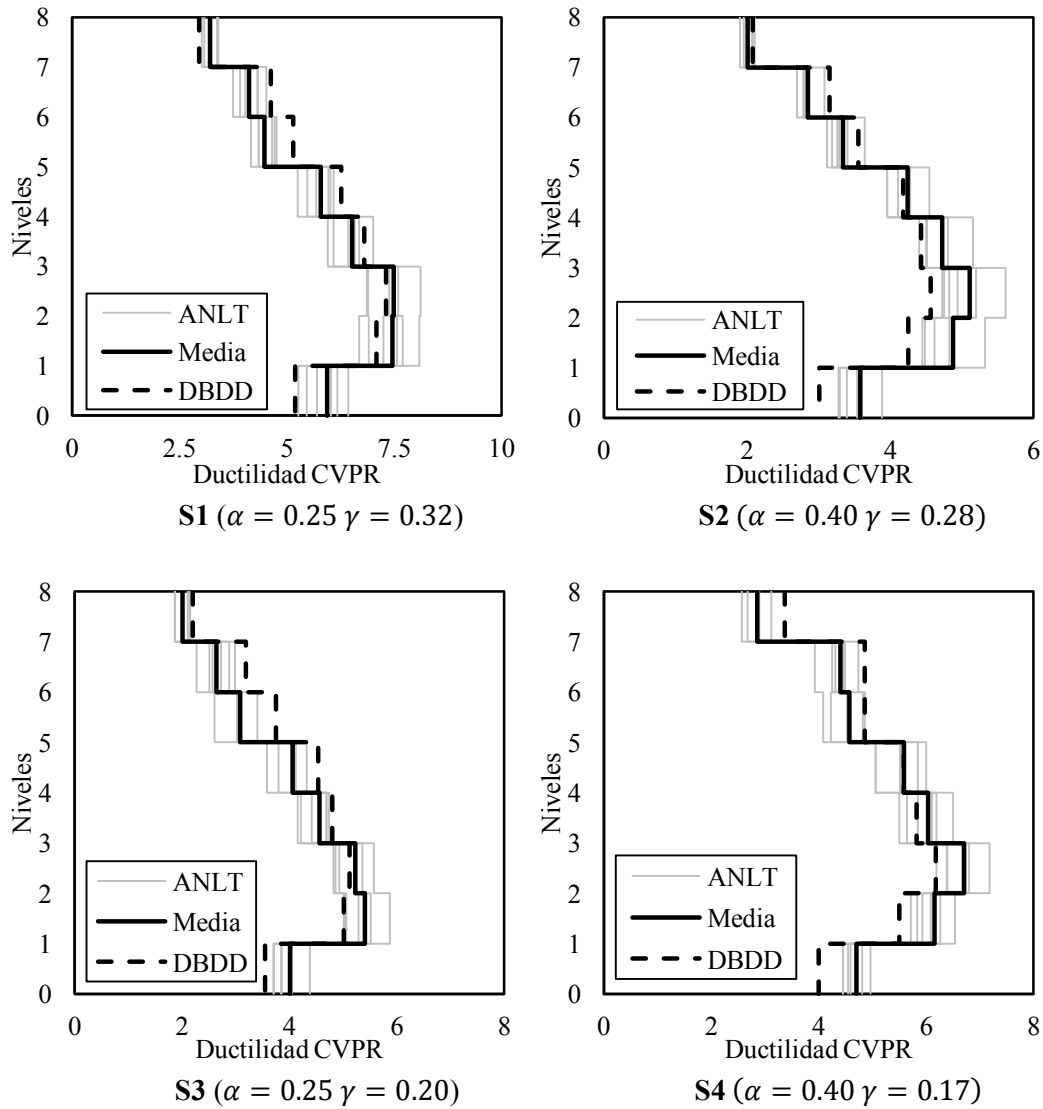 8
7
6
5
4
3
2
1
0
Niveles
ANLT
Media
DBDD
0 2.5 5 7.5 10
Ductilidad CVPR
S1 (α = 0.25 γ = 0.32)
8
7
6
5
4
3
2
1
0
Niveles
ANLT
Media
DBDD
0 2 4 6
Ductilidad CVPR
S2 (α = 0.40 γ = 0.28)
8
7
6
5
4
3
2
1
0
Niveles
ANLT
Media
DBDD
0 2 4 6 8
Ductilidad CVPR
S3 (α = 0.25 γ = 0.20)
8
7
6
5
4
3
2
1
0
Niveles
ANLT
Media
DBDD
0 2 4 6 8
Ductilidad CVPR
S4 (α = 0.40 γ = 0.17)